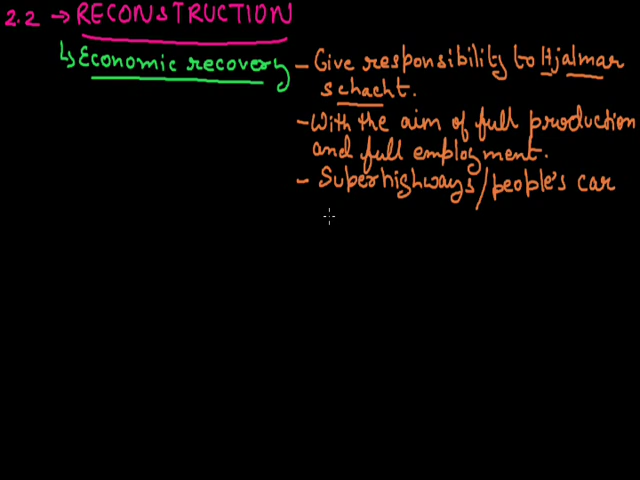 2.2 → RECONSTRUCTION
↳ Economic recovery – Give responsibility to Hjalmar
schacht.
– With the aim of full production
and full employment.
– Superhighways/people's car